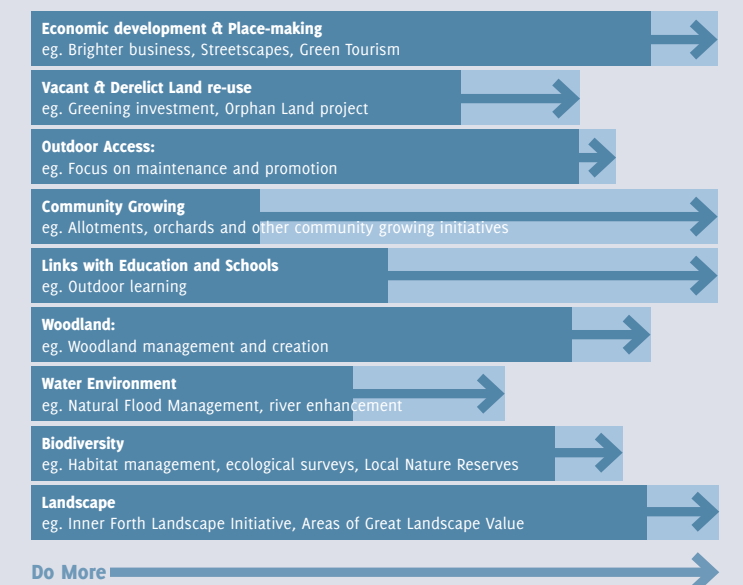 Economic development & Place-making
eg. Brighter business, Streetscapes, Green Tourism
Vacant & Derelict Land re-use
eg. Greening investment, Orphan Land project
Outdoor Access:
eg. Focus on maintenance and promotion
Community Growing
eg. Allotments, orchards and other community growing initiatives
Links with Education and Schools
eg. Outdoor learning
Woodland:
eg. Woodland management and creation
Water Environment
eg. Natural Flood Management, river enhancement
Biodiversity
eg. Habitat management, ecological surveys, Local Nature Reserves
Landscape
eg. Inner Forth Landscape Initiative, Areas of Great Landscape Value
Do More